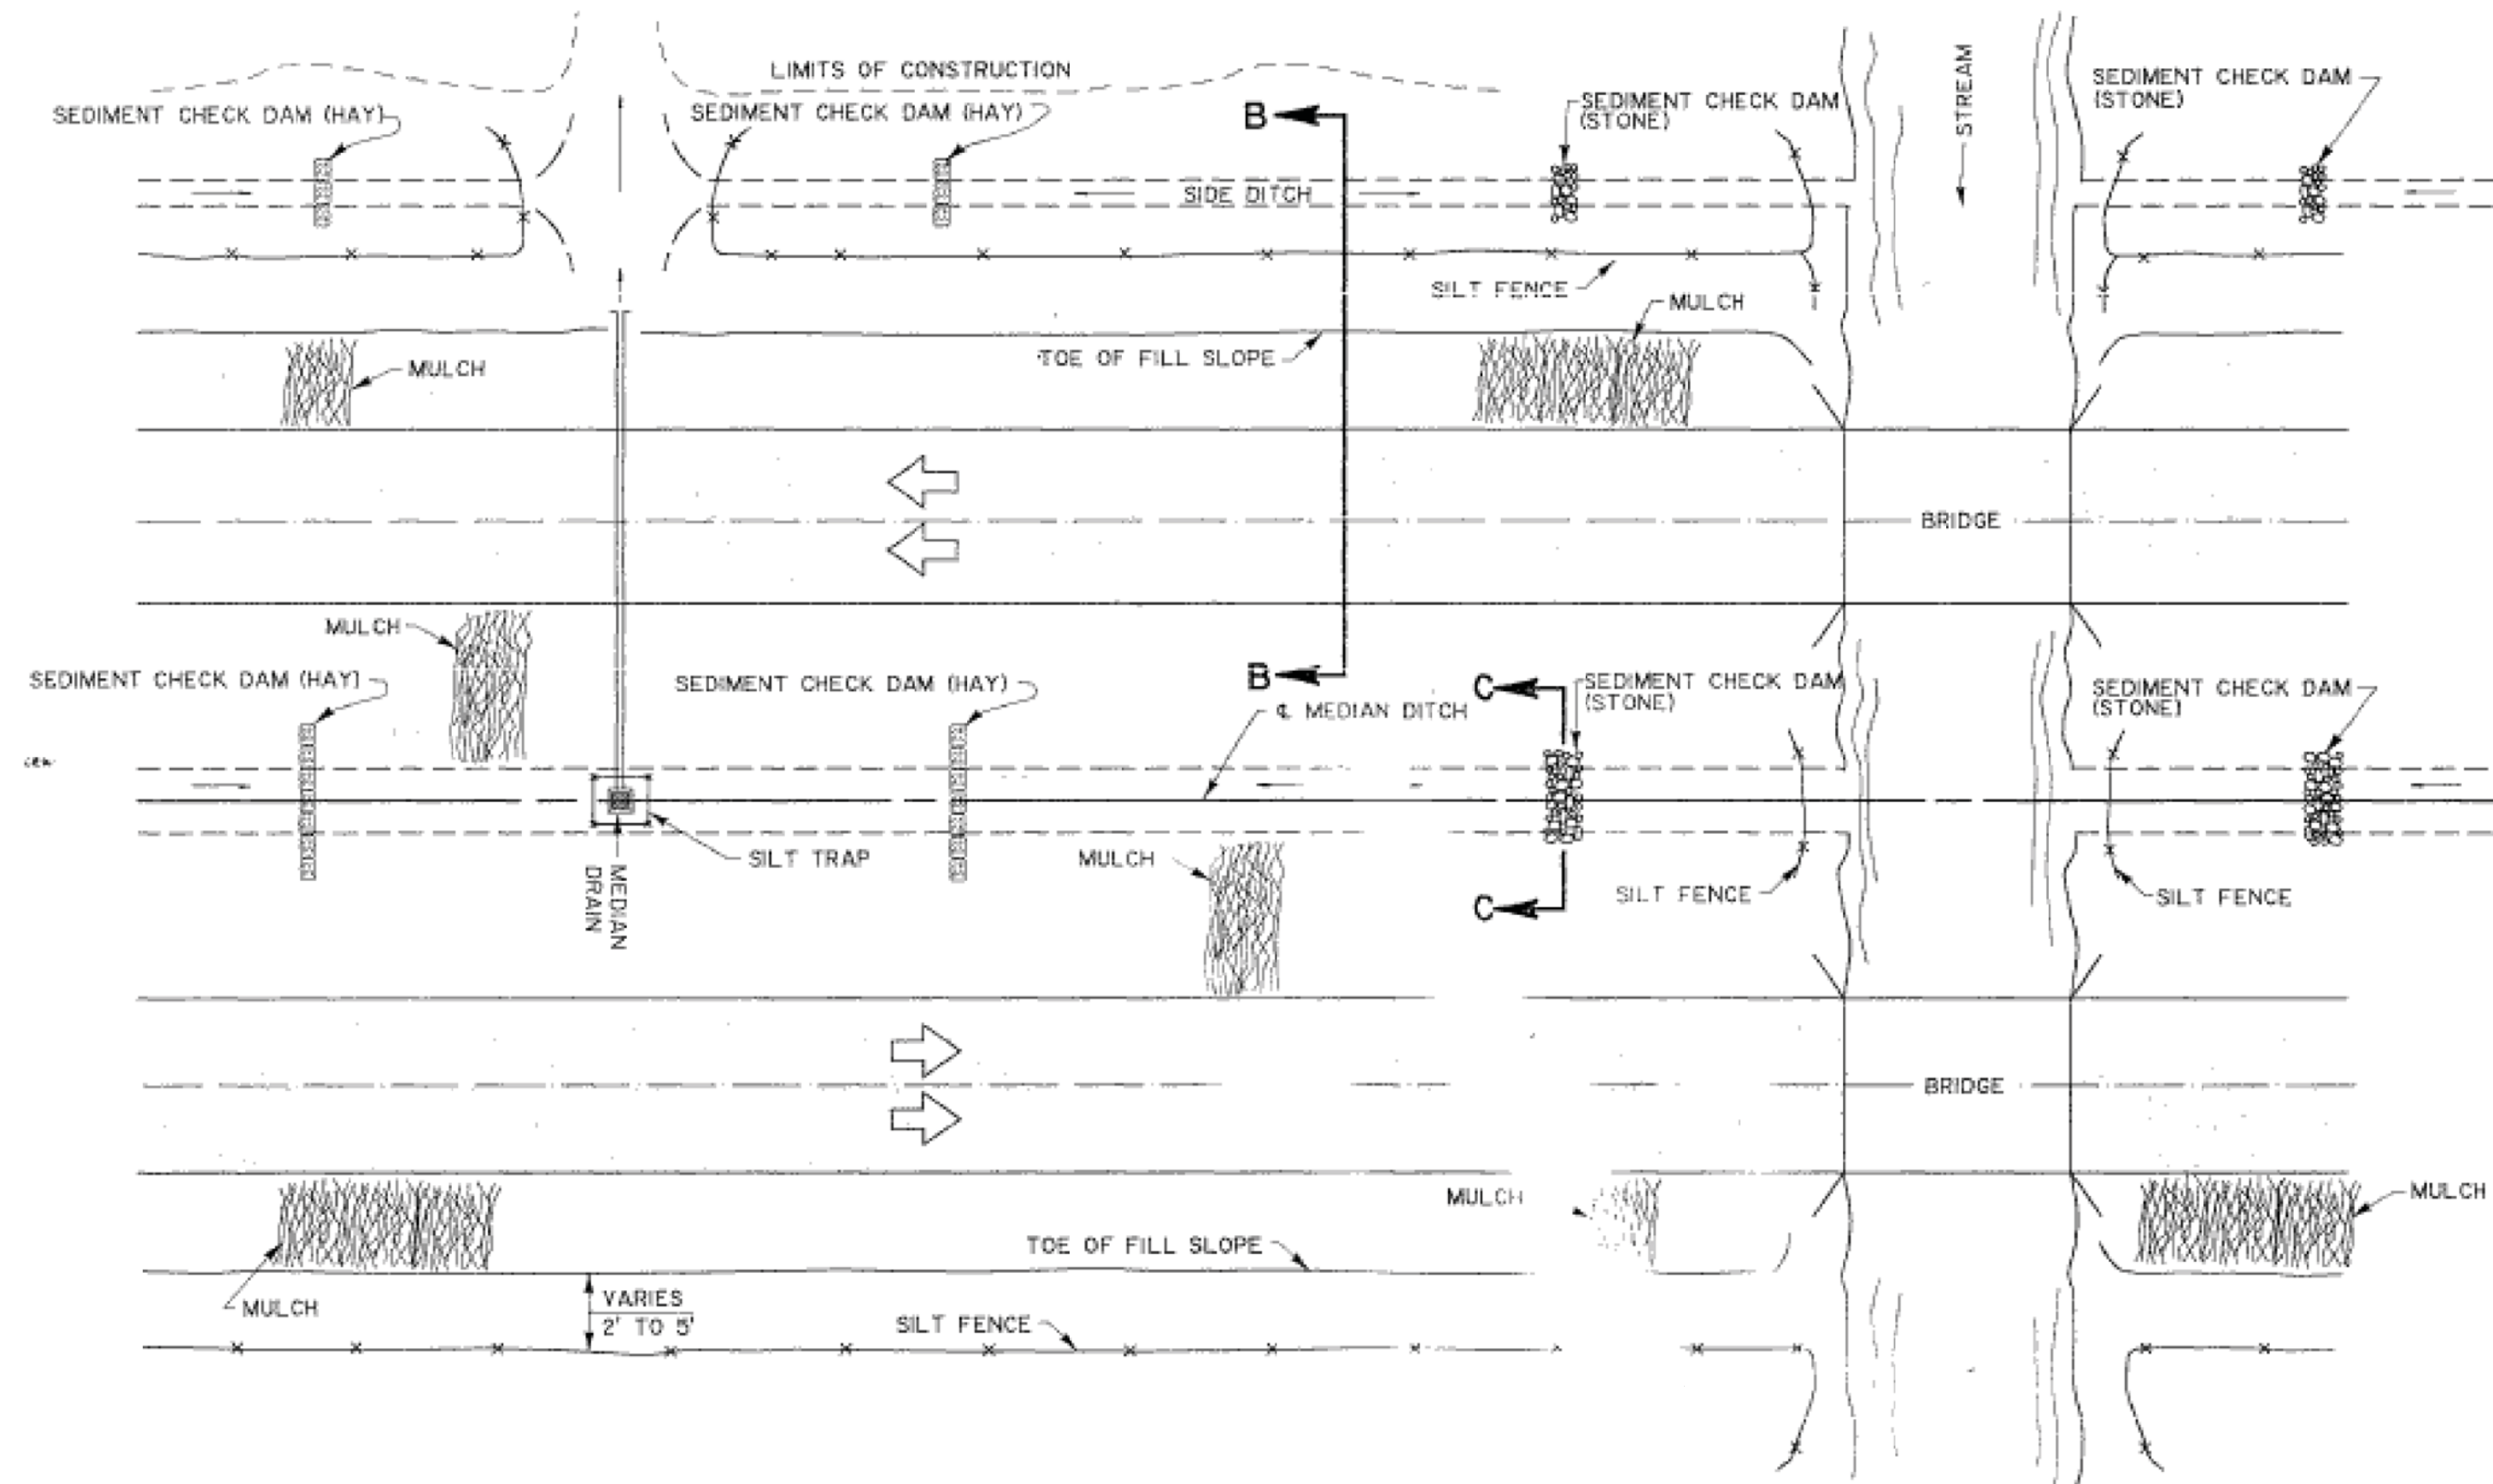 LIMITS OF CONSTRUCTION
SEDIMENT CHECK DAM (HAY)
SEDIMENT CHECK DAM (HAY)
B
SEDIMENT CHECK DAM
(STONE)
STREAM
SEDIMENT CHECK DAM
(STONE)
SIDE DITCH
SILT FENCE
MULCH
TOE OF FILL SLOPE
MULCH
BRIDGE
MULCH
SEDIMENT CHECK DAM (HAY)
SEDIMENT CHECK DAM (HAY)
B
C
SEDIMENT CHECK DAM
(STONE)
SEDIMENT CHECK DAM
(STONE)
℄ MEDIAN DITCH
SILT TRAP
MULCH
MEDIAN
DRAIN
C
SILT FENCE
SILT FENCE
BRIDGE
MULCH
MULCH
TOE OF FILL SLOPE
MULCH
VARIES
2' TO 5'
SILT FENCE